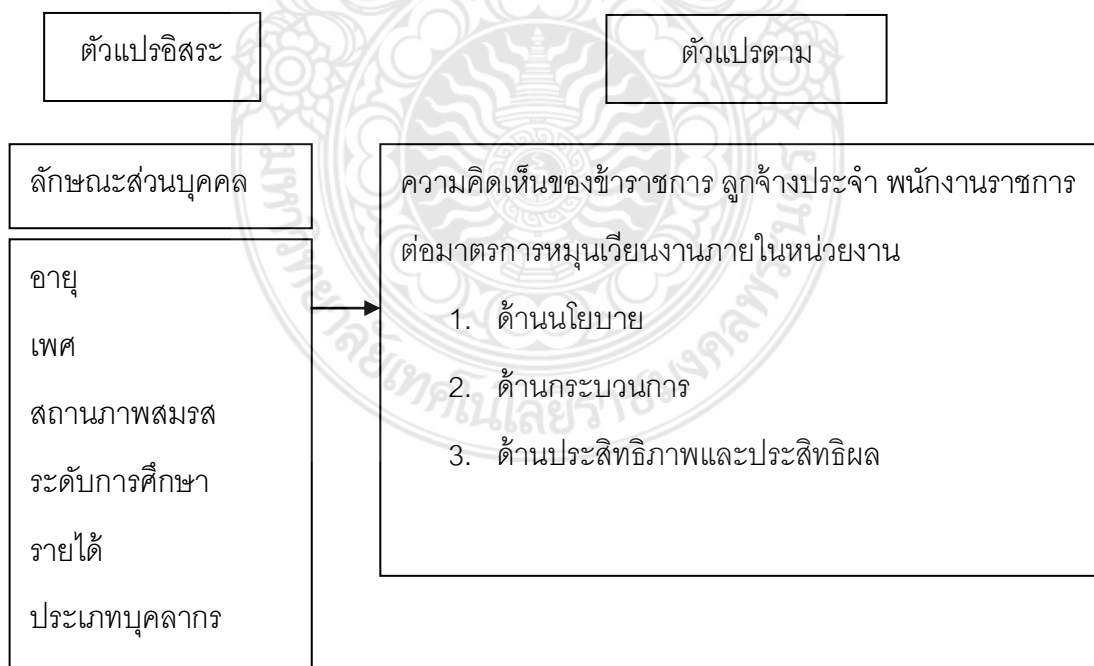 ตัวแปรอิสระ
ตัวแปรตาม
ลักษณะส่วนบุคคล
อายุ
เพศ
สถานภาพสมรส
ระดับการศึกษา
รายได้
ประเภทบุคลากร
ความคิดเห็นของข้าราชการ ลูกจ้างประจำ พนักงานราชการ
ต่อมาตรการหมุนเวียนงานภายในหน่วยงาน
1. ด้านนโยบาย
2. ด้านกระบวนการ
3. ด้านประสิทธิภาพและประสิทธิผล